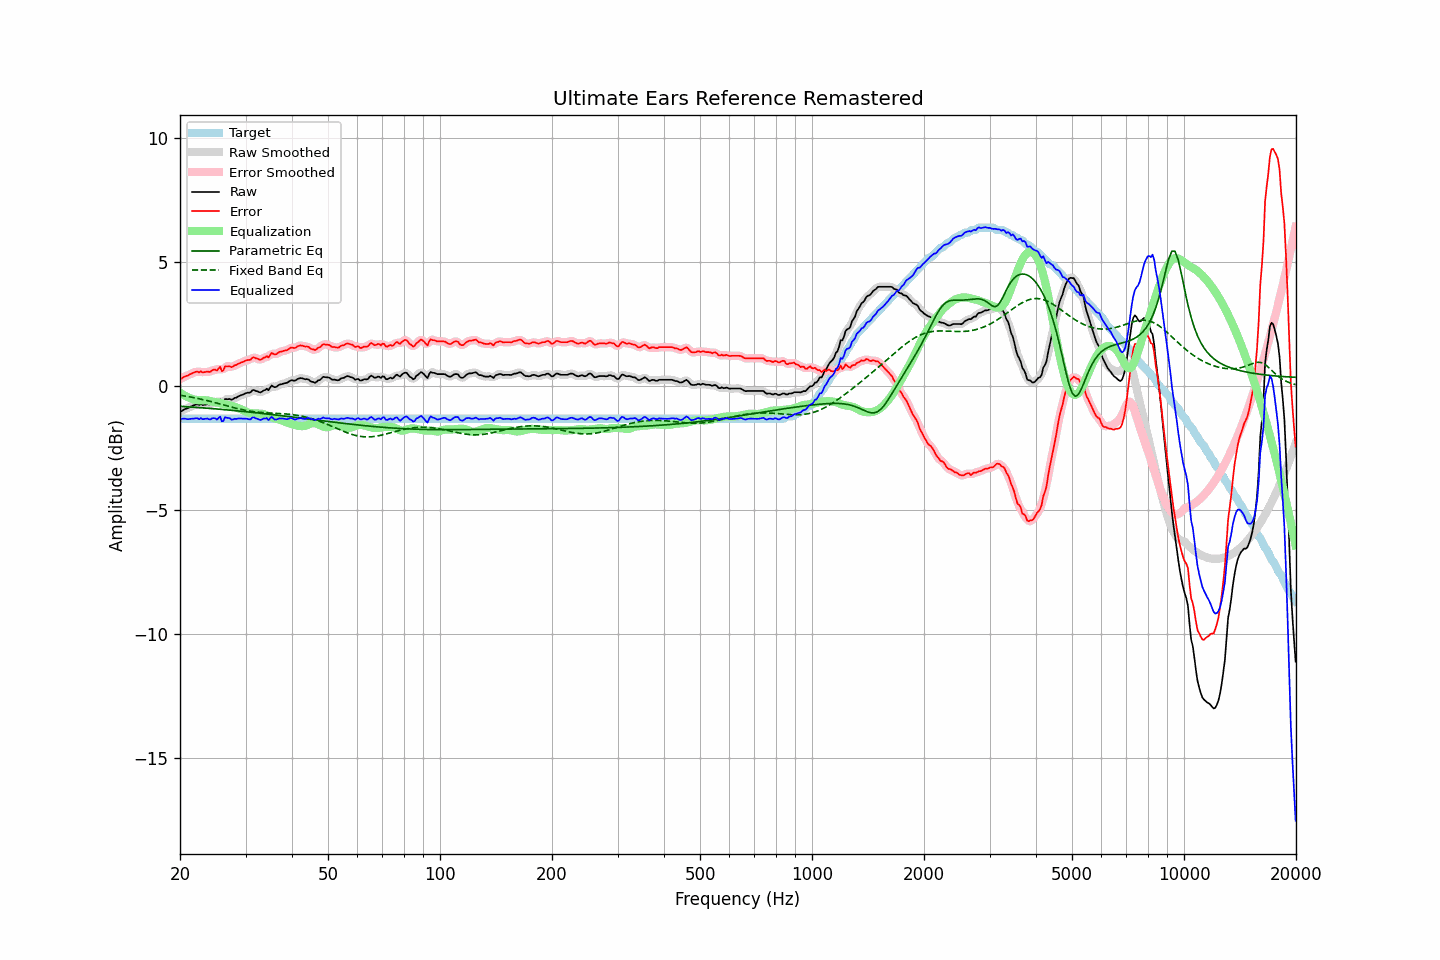 Ultimate Ears Reference Remastered
Target
Raw Smoothed
Error Smoothed
Raw
Error
Equalization
Parametric Eq
Fixed Band Eq
Equalized
10
5
0
−5
−10
−15
Amplitude (dBr)
20
50
100
200
500
1000
2000
5000
10000
20000
Frequency (Hz)